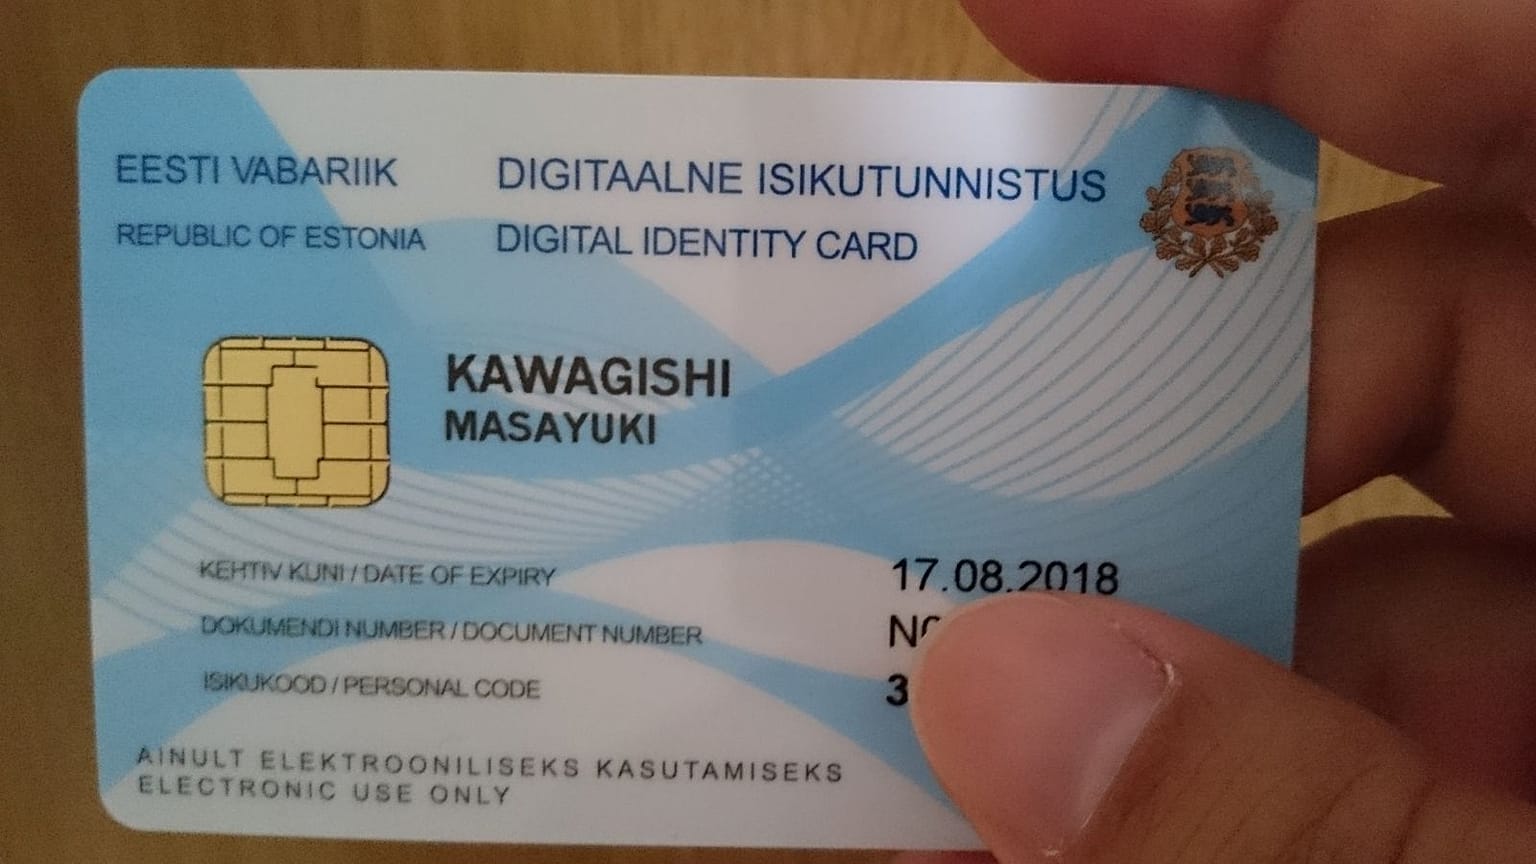 EESTI VABARIIK
REPUBLIC OF ESTONIA
DIGITAALNE ISIKUTUNNISTUS
DIGITAL IDENTITY CARD
KAWAGISHI
MASAYUKI
KEHTIV KUNI / DATE OF EXPIRY 17.08.2018
DOKUMENDI NUMBER / DOCUMENT NUMBER N
ISIKUKOOD / PERSONAL CODE 3
AINULT ELEKTROONILISEKS KASUTAMISEKS
ELECTRONIC USE ONLY